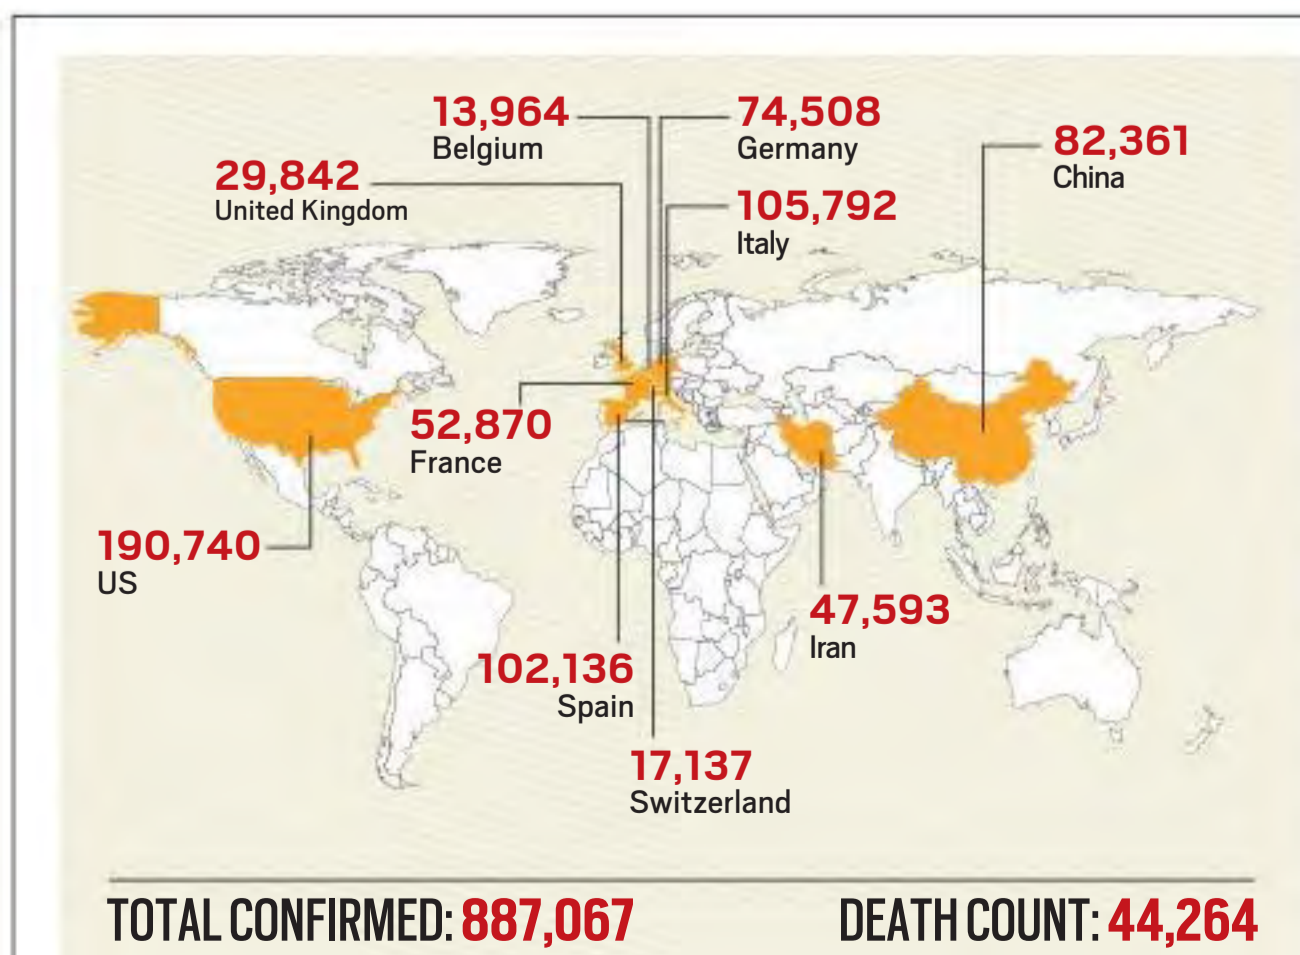 13,964
Belgium
74,508
Germany
82,361
China
29,842
United Kingdom
105,792
Italy
52,870
France
190,740
US
47,593
Iran
102,136
Spain
17,137
Switzerland
TOTAL CONFIRMED: 887,067
DEATH COUNT: 44,264